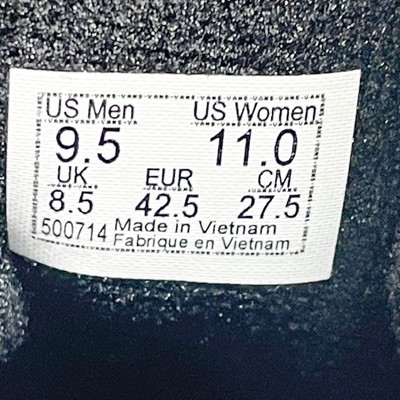 US Men US Women
9.5 11.0
UK EUR CM
8.5 42.5 27.5
500714 Made in Vietnam
Fabrique en Vietnam